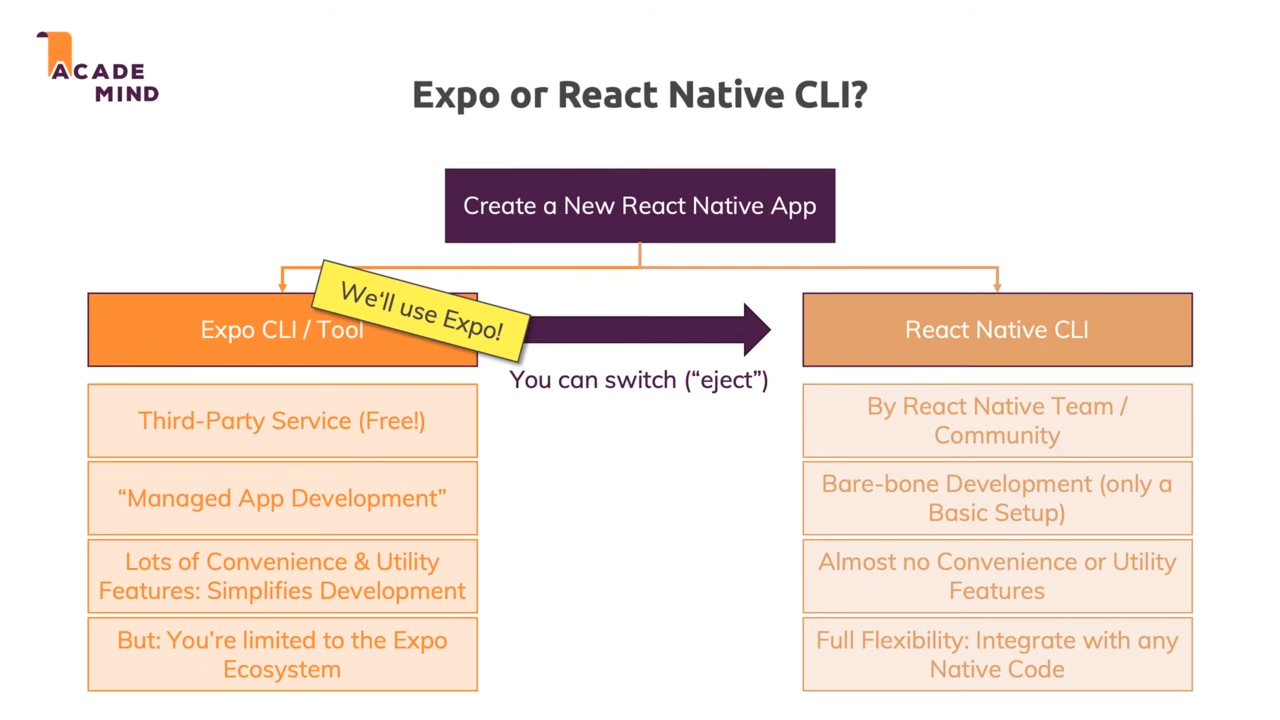 ACADE
MIND
Expo or React Native CLI?
Create a New React Native App
We‘ll use Expo!
Expo CLI / Tool
React Native CLI
You can switch (“eject”)
Third-Party Service (Free!)
“Managed App Development”
Lots of Convenience & Utility
Features: Simplifies Development
But: You’re limited to the Expo
Ecosystem
By React Native Team /
Community
Bare-bone Development (only a
Basic Setup)
Almost no Convenience or Utility
Features
Full Flexibility: Integrate with any
Native Code